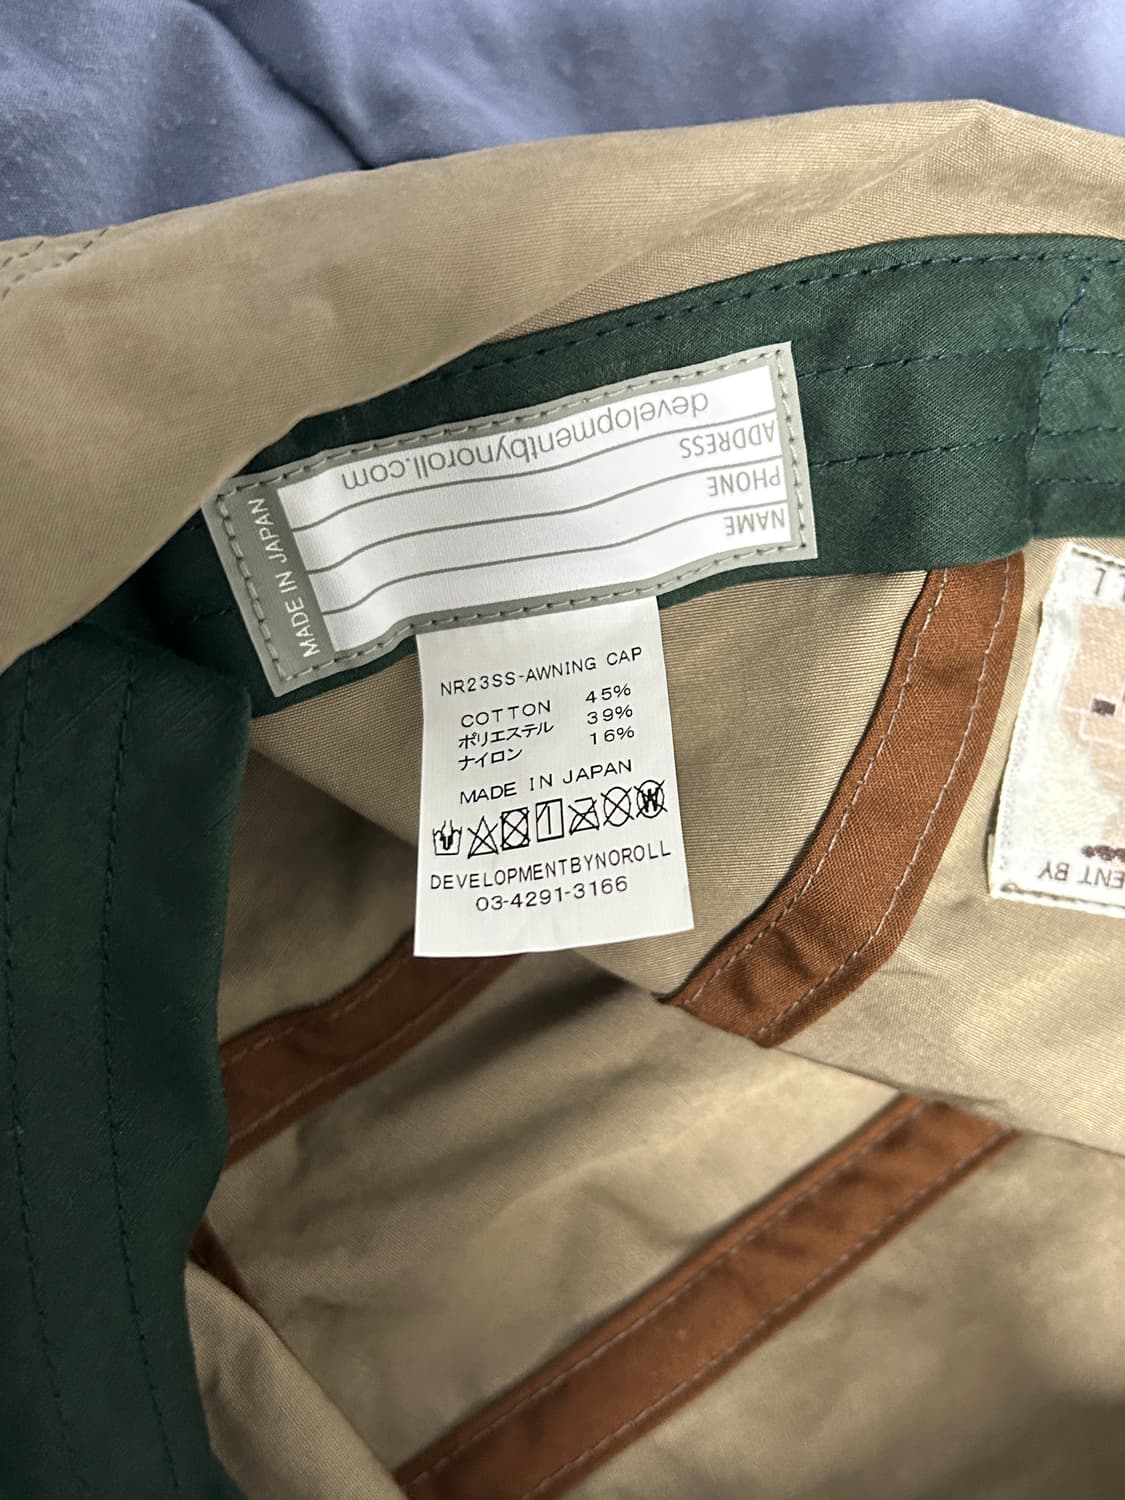 MADE IN JAPAN
NAME
PHONE
ADDRESS
developmentbynoroll.com
NR23SS-AWNING CAP
COTTON 45%
ポリエステル 39%
ナイロン 16%
MADE IN JAPAN
W
DEVELOPMENTBYNOROLL
03-4291-3166
ENT BY
LL